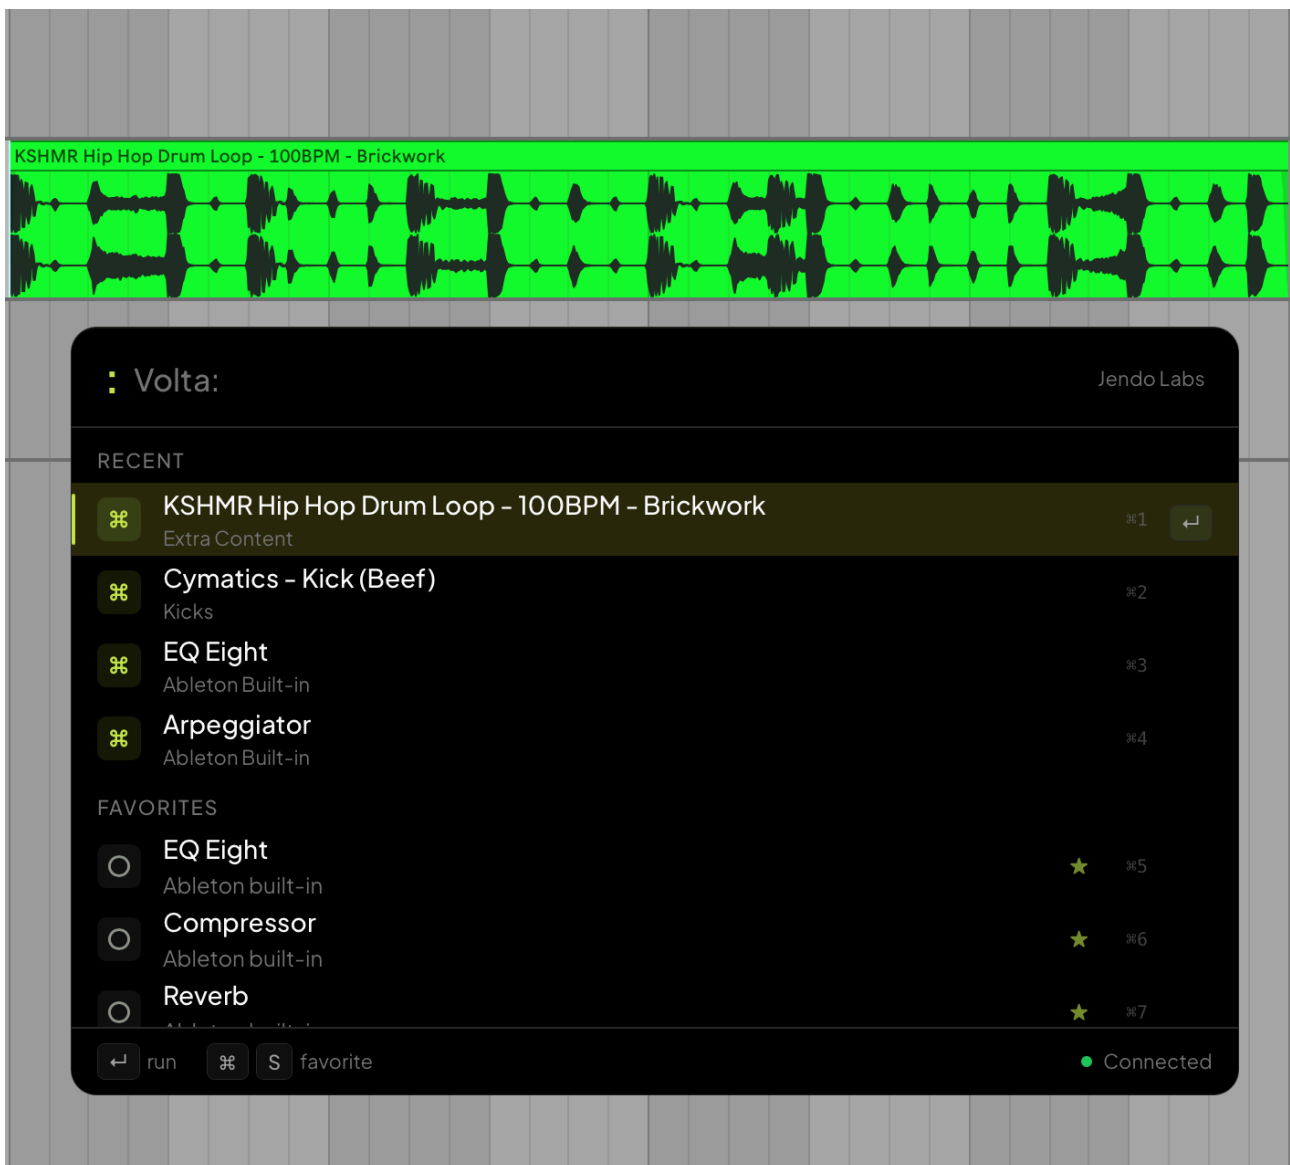 KSHMR Hip Hop Drum Loop - 100BPM - Brickwork
: Volta:
Jendo Labs
RECENT
⌘ KSHMR Hip Hop Drum Loop - 100BPM - Brickwork ⌘1 ↵
Extra Content
⌘ Cymatics - Kick (Beef) ⌘2
Kicks
⌘ EQ Eight ⌘3
Ableton Built-in
⌘ Arpeggiator ⌘4
Ableton Built-in
FAVORITES
EQ Eight ★ ⌘5
Ableton built-in
Compressor ★ ⌘6
Ableton built-in
Reverb ★ ⌘7
↵ run ⌘ S favorite
Connected